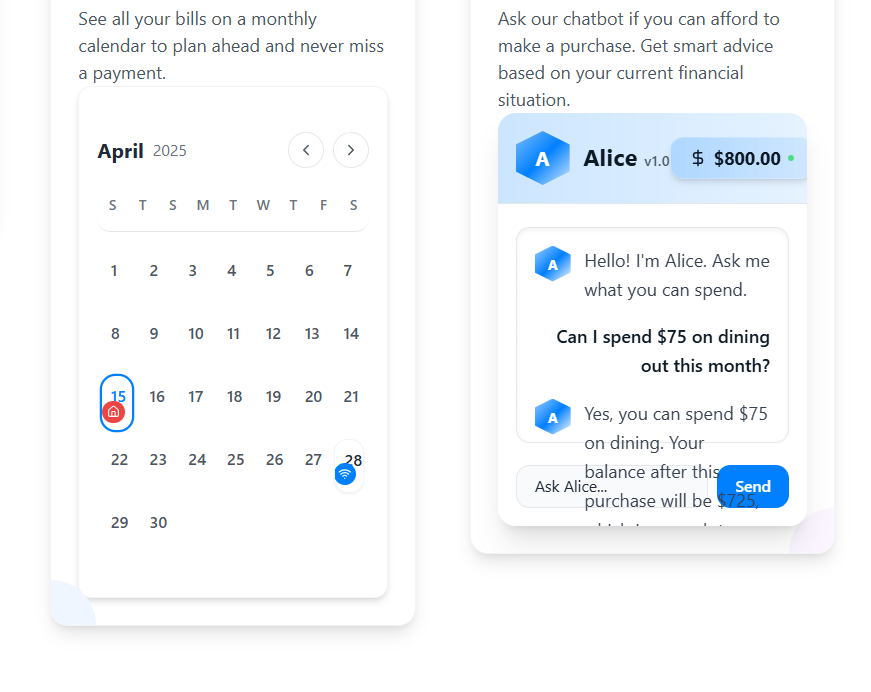 See all your bills on a monthly
calendar to plan ahead and never miss
a payment.
April 2025
S T S M T W T F S
1 2 3 4 5 6 7
8 9 10 11 12 13 14
15 16 17 18 19 20 21
22 23 24 25 26 27 28
29 30
Ask our chatbot if you can afford to
make a purchase. Get smart advice
based on your current financial
situation.
A Alice v1.0 $ $800.00
A Hello! I'm Alice. Ask me
what you can spend.
Can I spend $75 on dining
out this month?
A Yes, you can spend $75
on dining. Your
balance after this
purchase will be $725,
Ask Alice...
Send